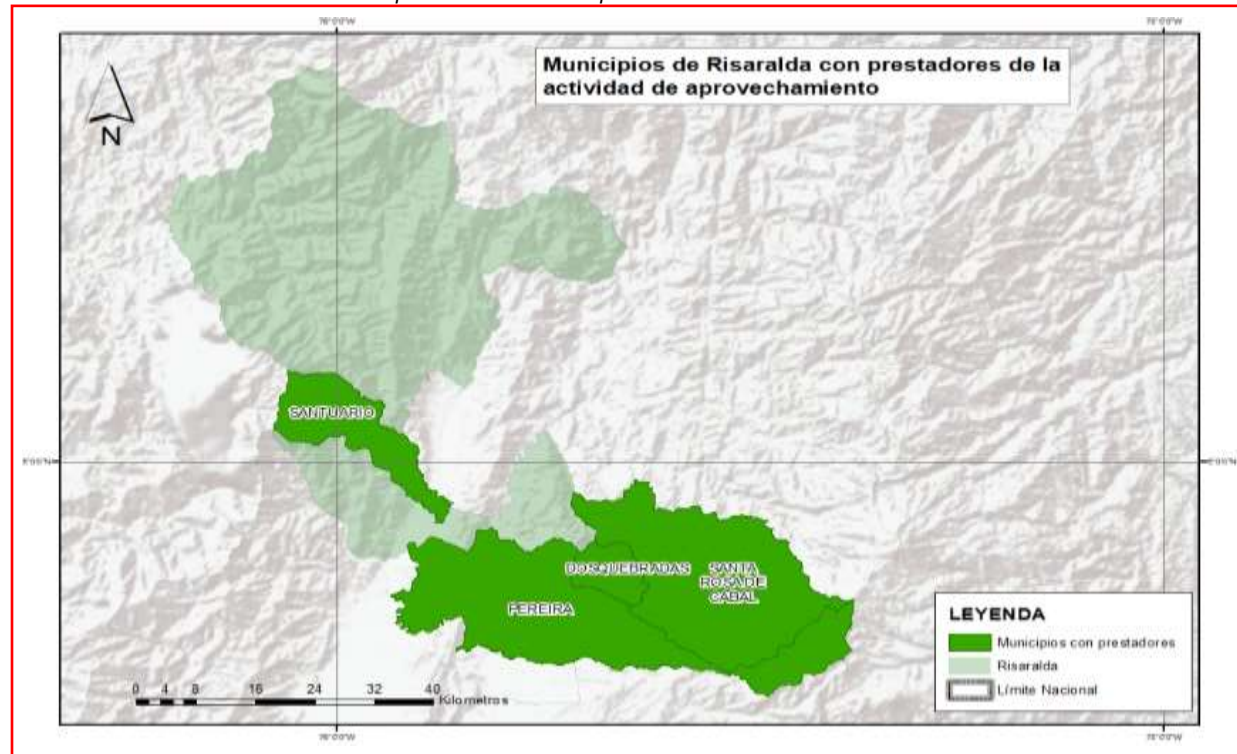 Municipios de Risaralda con prestadores de la
actividad de aprovechamiento
N
SANTUARIO
DOSQUEBRADAS
SANTA
ROSA DE
CABAL
PEREIRA
LEYENDA
Municipios con prestadores
Risaralda
Límite Nacional
0 4 8 16 24 32 40
Kilometros